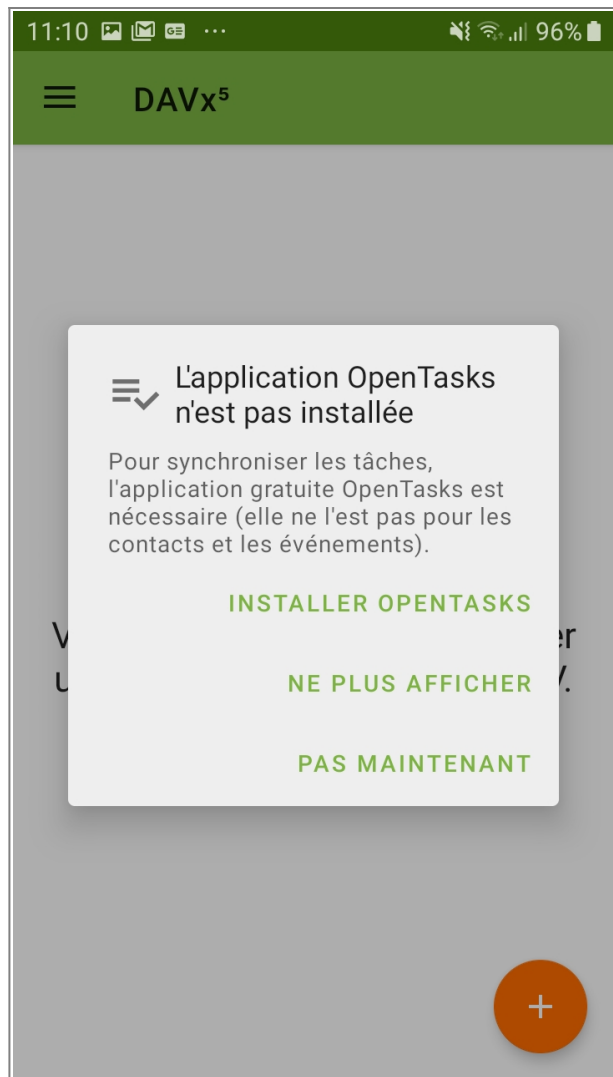 11:10 ... 96%
DAVx⁵
L'application OpenTasks
n'est pas installée
Pour synchroniser les tâches,
l'application gratuite OpenTasks est
nécessaire (elle ne l'est pas pour les
contacts et les événements).
INSTALLER OPENTASKS
NE PLUS AFFICHER
PAS MAINTENANT
+